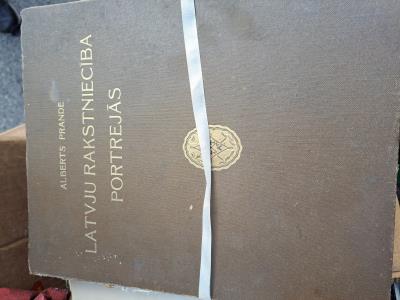 ALBERTS PRANDE
LATVJU RAKSTNIECĪBA
PORTREJĀS